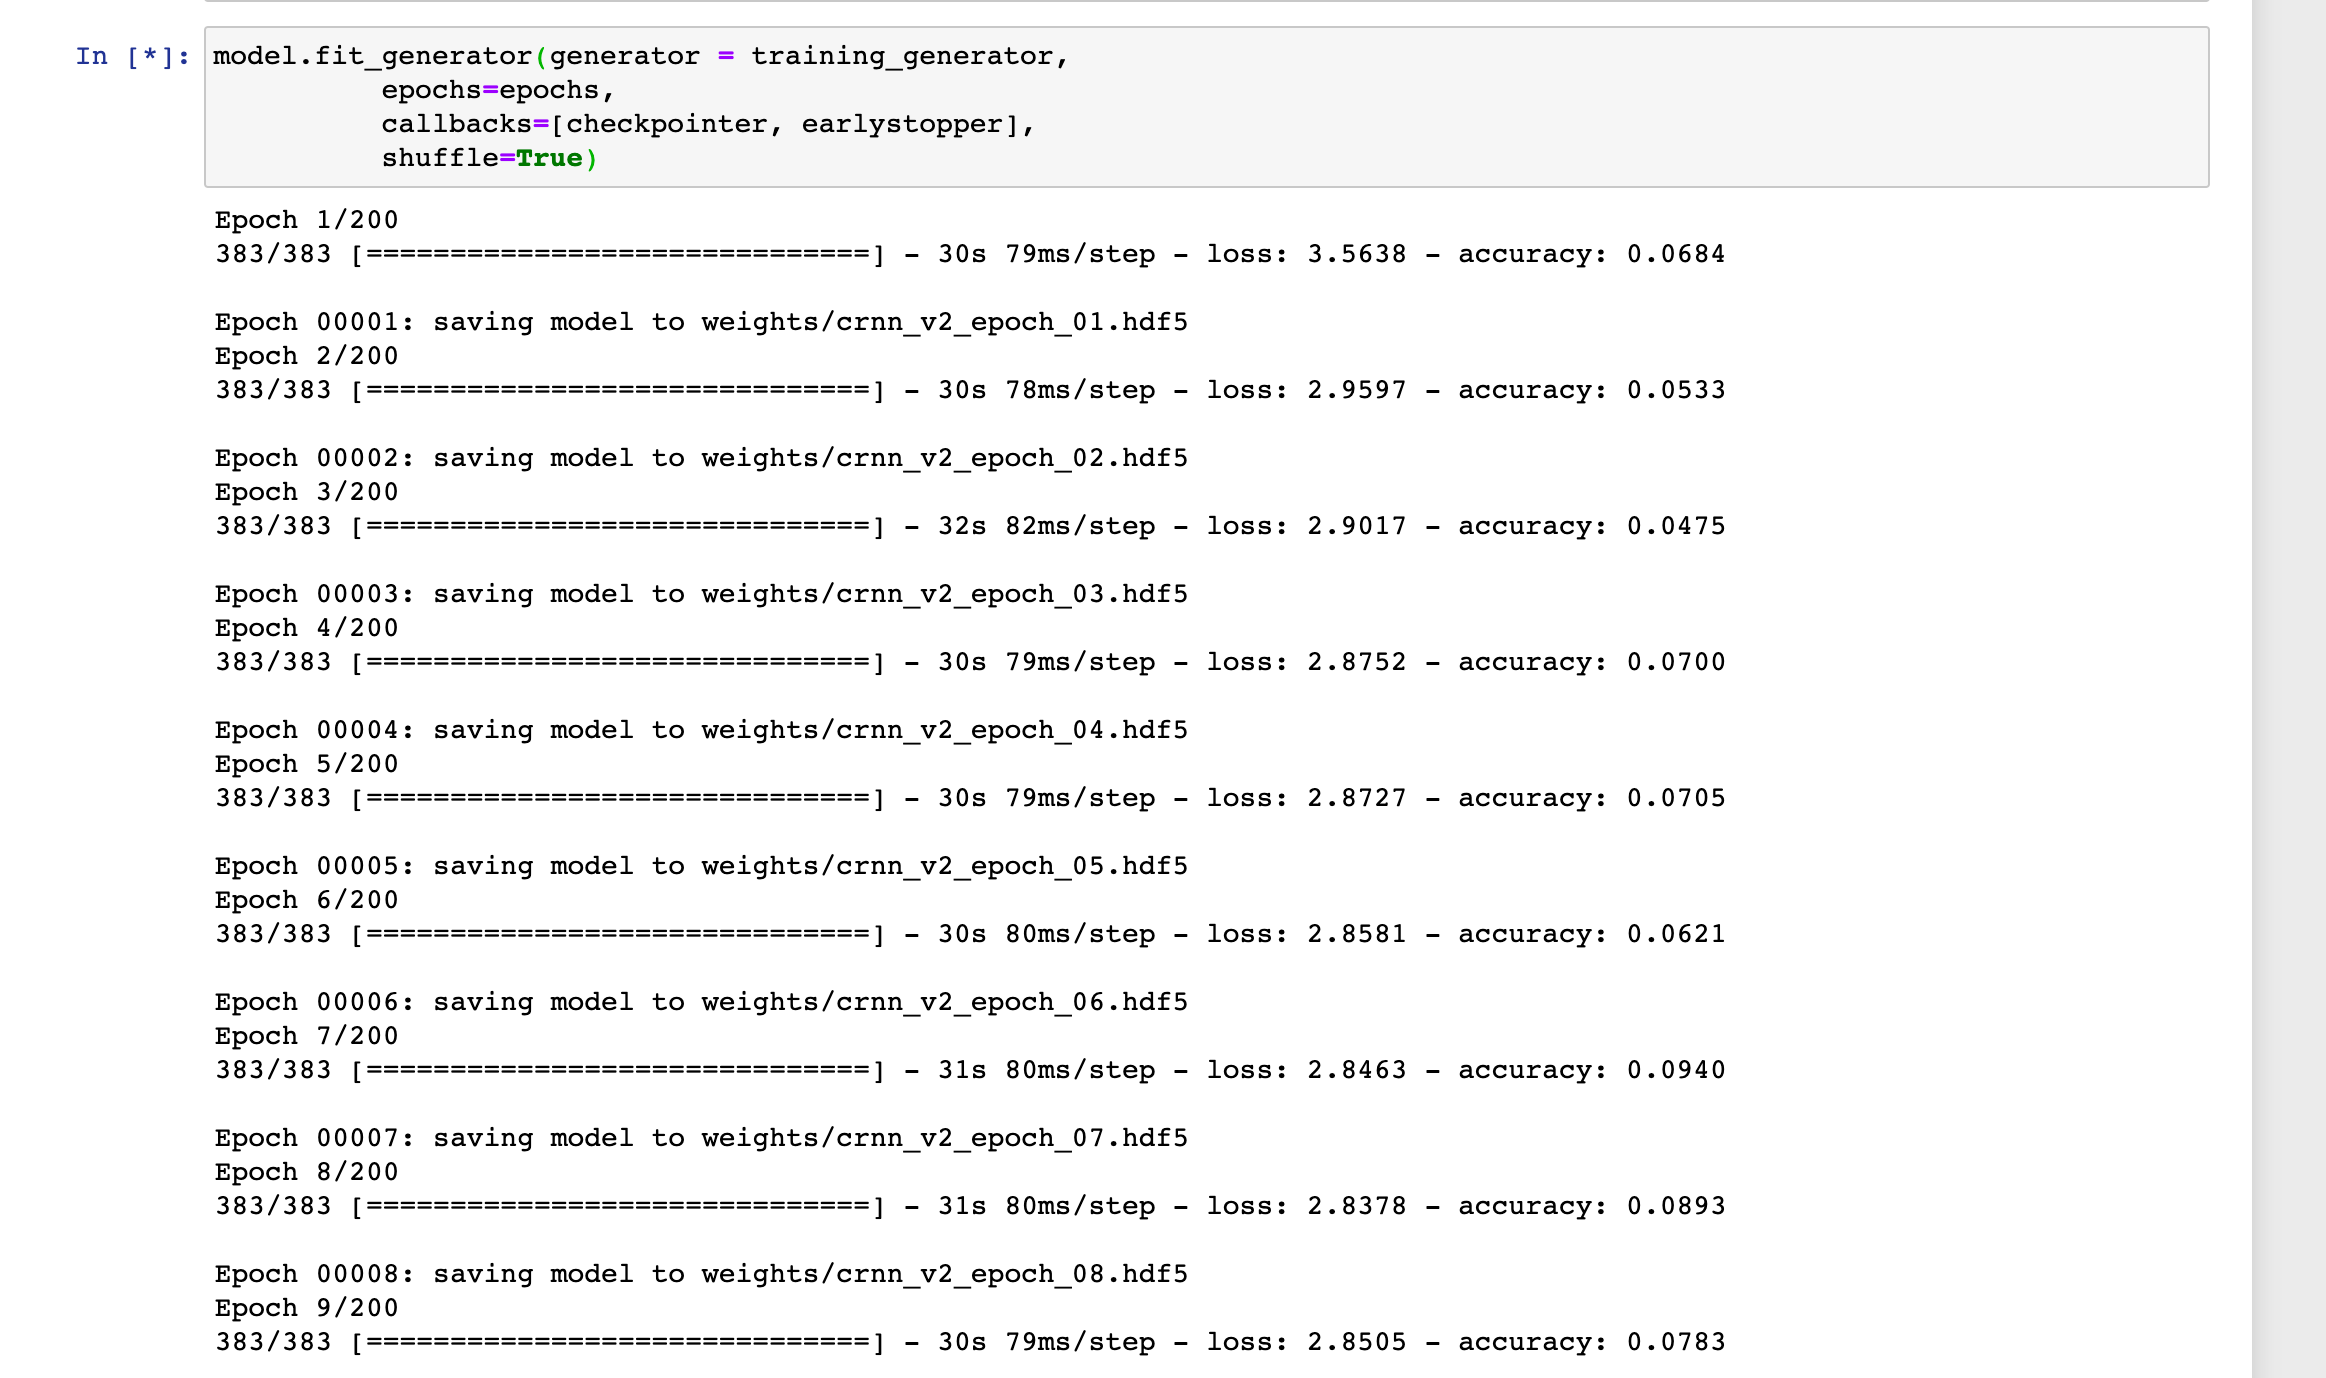 In [*]: model.fit_generator(generator = training_generator,
epochs=epochs,
callbacks=[checkpointer, earlystopper],
shuffle=True)
Epoch 1/200
383/383 [==============================] - 30s 79ms/step - loss: 3.5638 - accuracy: 0.0684
Epoch 00001: saving model to weights/crnn_v2_epoch_01.hdf5
Epoch 2/200
383/383 [==============================] - 30s 78ms/step - loss: 2.9597 - accuracy: 0.0533
Epoch 00002: saving model to weights/crnn_v2_epoch_02.hdf5
Epoch 3/200
383/383 [==============================] - 32s 82ms/step - loss: 2.9017 - accuracy: 0.0475
Epoch 00003: saving model to weights/crnn_v2_epoch_03.hdf5
Epoch 4/200
383/383 [==============================] - 30s 79ms/step - loss: 2.8752 - accuracy: 0.0700
Epoch 00004: saving model to weights/crnn_v2_epoch_04.hdf5
Epoch 5/200
383/383 [==============================] - 30s 79ms/step - loss: 2.8727 - accuracy: 0.0705
Epoch 00005: saving model to weights/crnn_v2_epoch_05.hdf5
Epoch 6/200
383/383 [==============================] - 30s 80ms/step - loss: 2.8581 - accuracy: 0.0621
Epoch 00006: saving model to weights/crnn_v2_epoch_06.hdf5
Epoch 7/200
383/383 [==============================] - 31s 80ms/step - loss: 2.8463 - accuracy: 0.0940
Epoch 00007: saving model to weights/crnn_v2_epoch_07.hdf5
Epoch 8/200
383/383 [==============================] - 31s 80ms/step - loss: 2.8378 - accuracy: 0.0893
Epoch 00008: saving model to weights/crnn_v2_epoch_08.hdf5
Epoch 9/200
383/383 [==============================] - 30s 79ms/step - loss: 2.8505 - accuracy: 0.0783